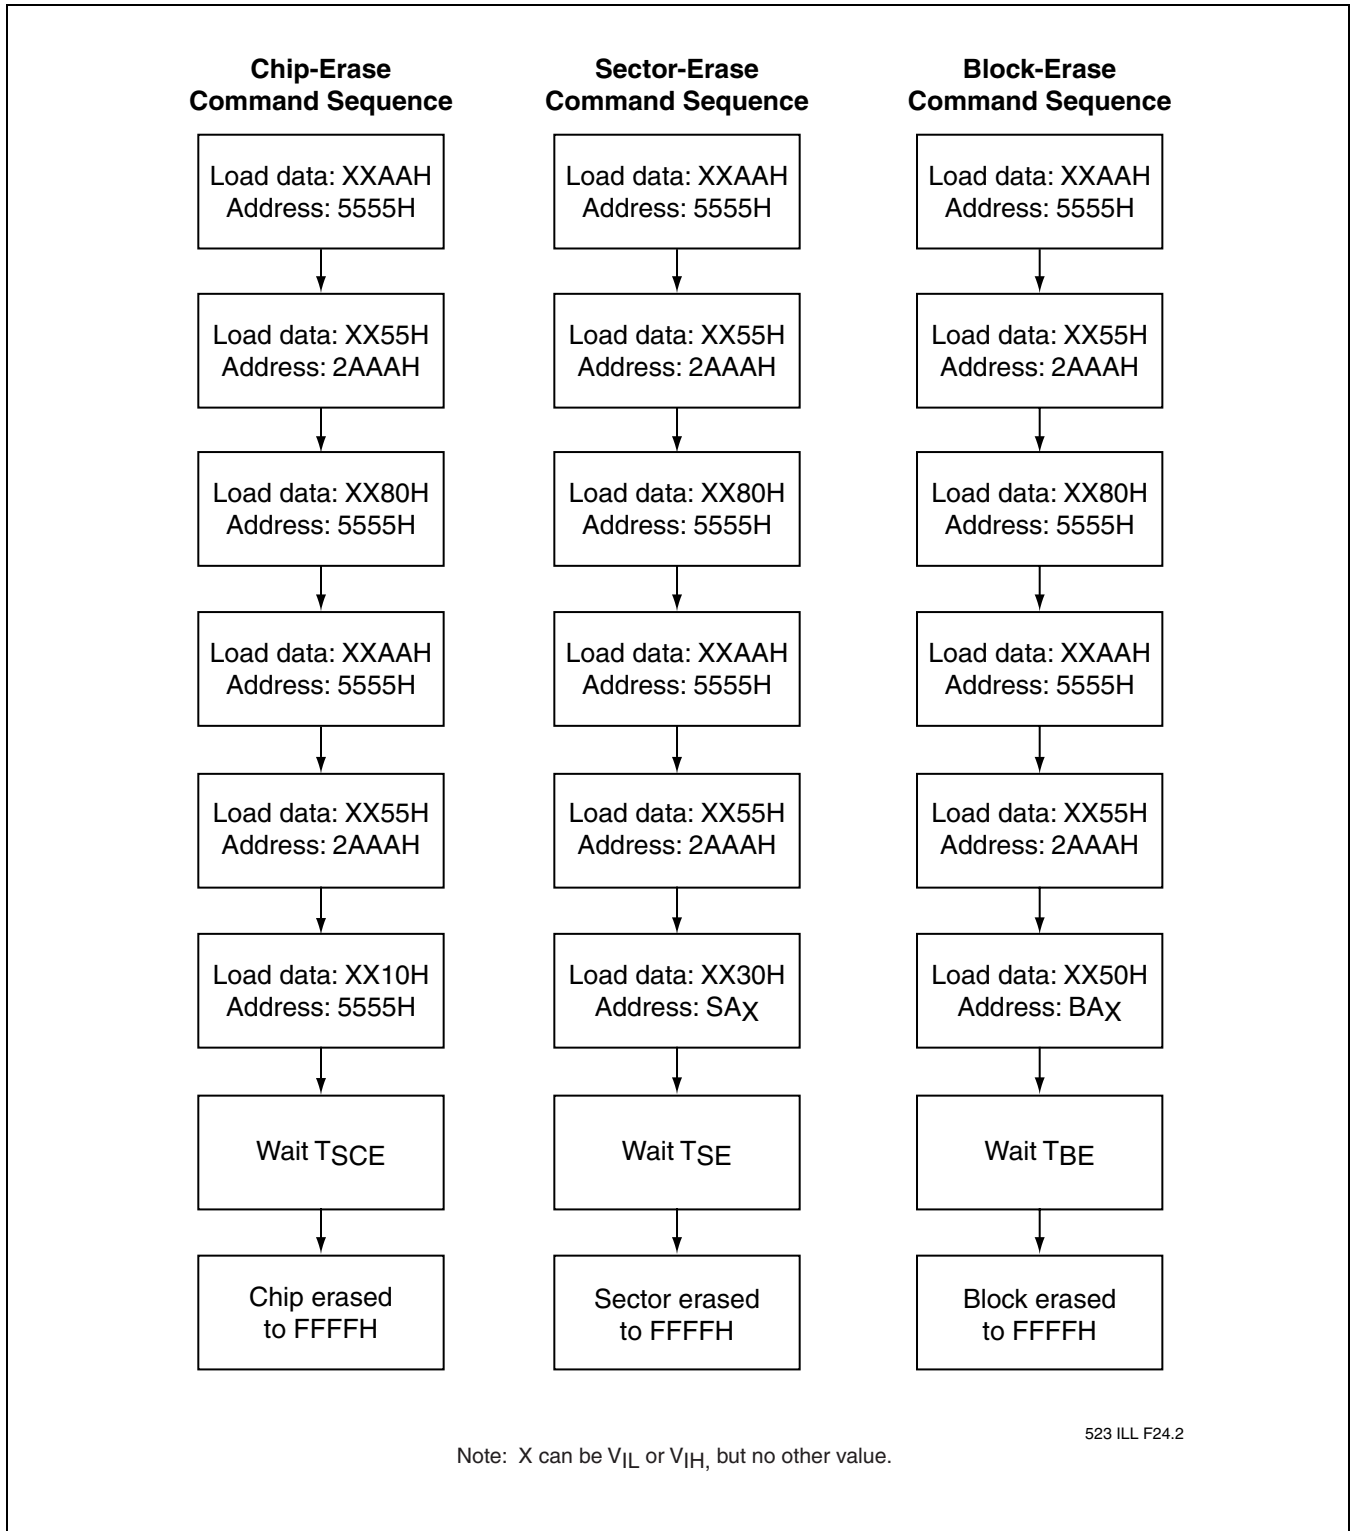 Chip-Erase
Command Sequence
Load data: XXAAH
Address: 5555H
Load data: XX55H
Address: 2AAAH
Load data: XX80H
Address: 5555H
Load data: XXAAH
Address: 5555H
Load data: XX55H
Address: 2AAAH
Load data: XX10H
Address: 5555H
Wait TSCE
Chip erased
to FFFFH
Sector-Erase
Command Sequence
Load data: XXAAH
Address: 5555H
Load data: XX55H
Address: 2AAAH
Load data: XX80H
Address: 5555H
Load data: XXAAH
Address: 5555H
Load data: XX55H
Address: 2AAAH
Load data: XX30H
Address: SAX
Wait TSE
Sector erased
to FFFFH
Block-Erase
Command Sequence
Load data: XXAAH
Address: 5555H
Load data: XX55H
Address: 2AAAH
Load data: XX80H
Address: 5555H
Load data: XXAAH
Address: 5555H
Load data: XX55H
Address: 2AAAH
Load data: XX50H
Address: BAX
Wait TBE
Block erased
to FFFFH
523 ILL F24.2
Note: X can be VIL or VIH, but no other value.